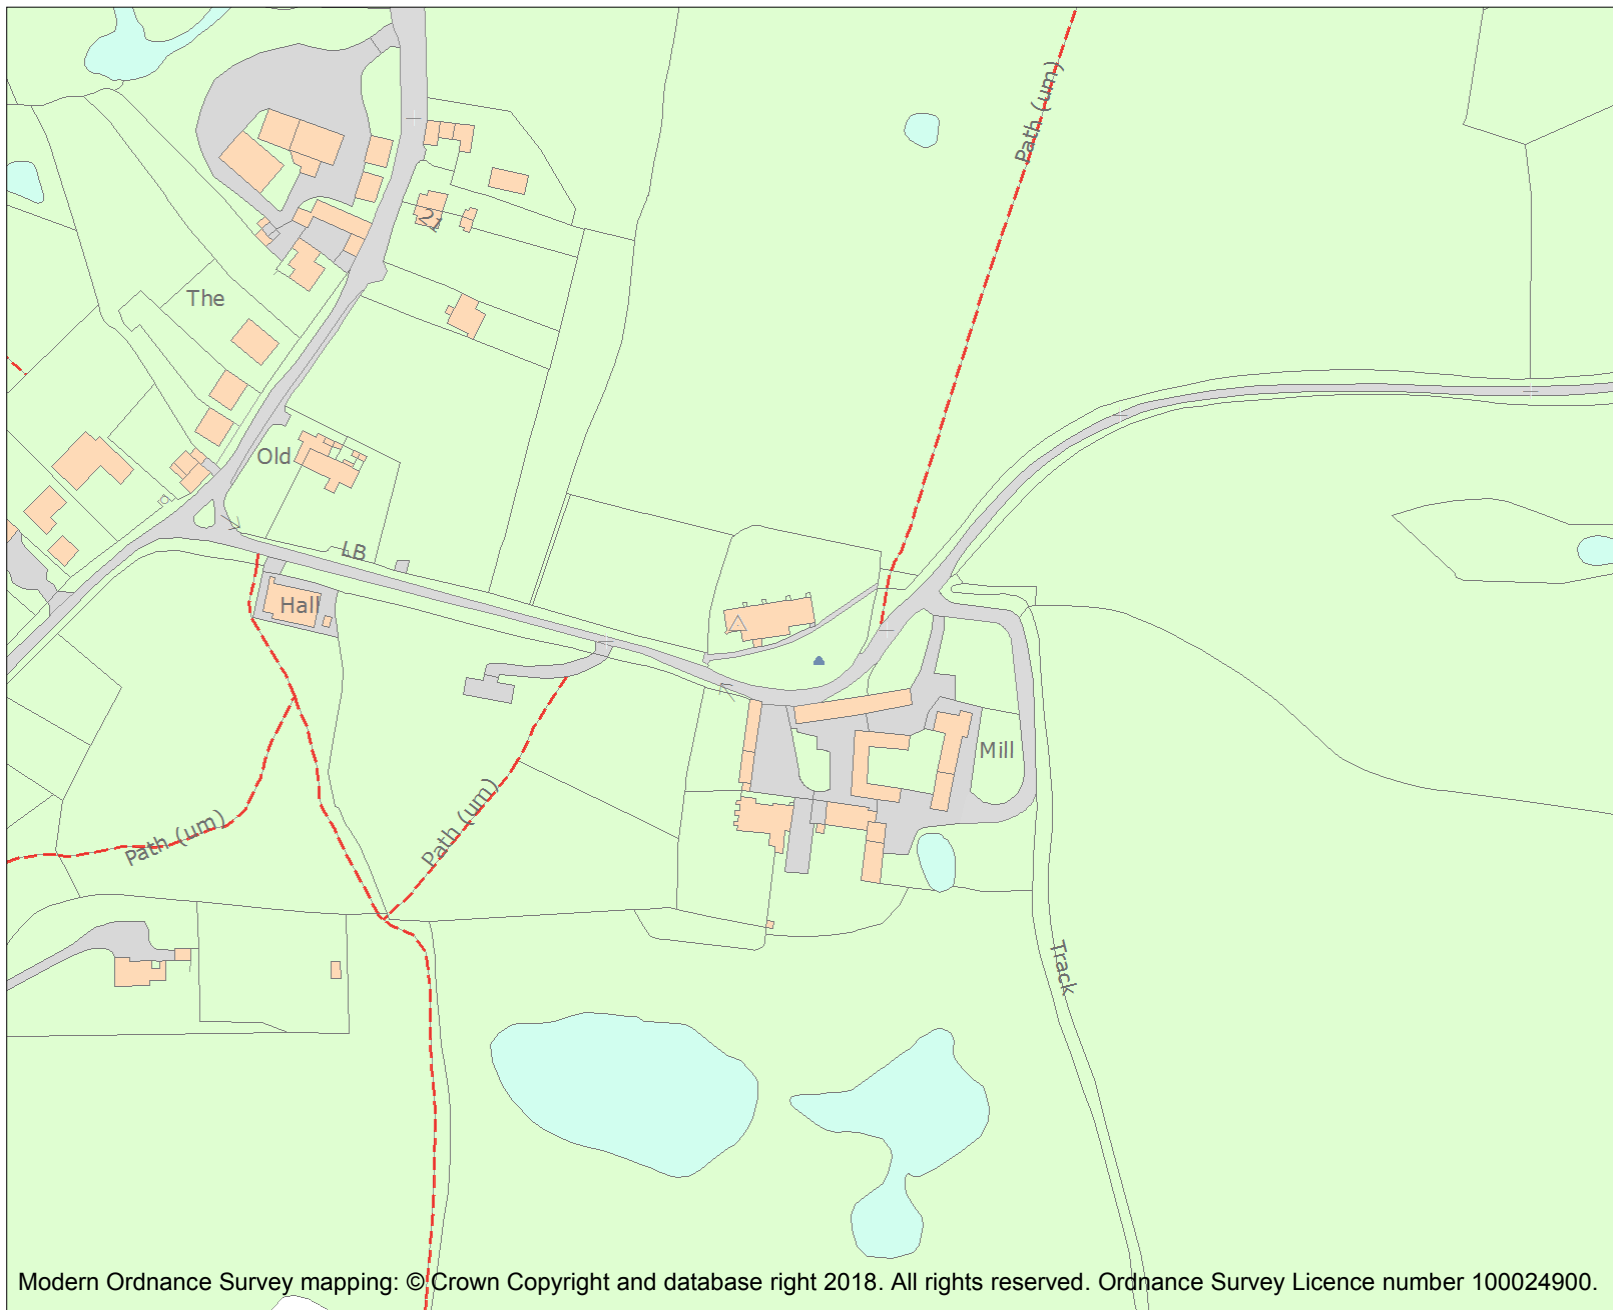 Path (um)
21
The
Old
LB
Hall
Mill
Path (um)
Path (um)
Track
Modern Ordnance Survey mapping: © Crown Copyright and database right 2018. All rights reserved. Ordnance Survey Licence number 100024900.